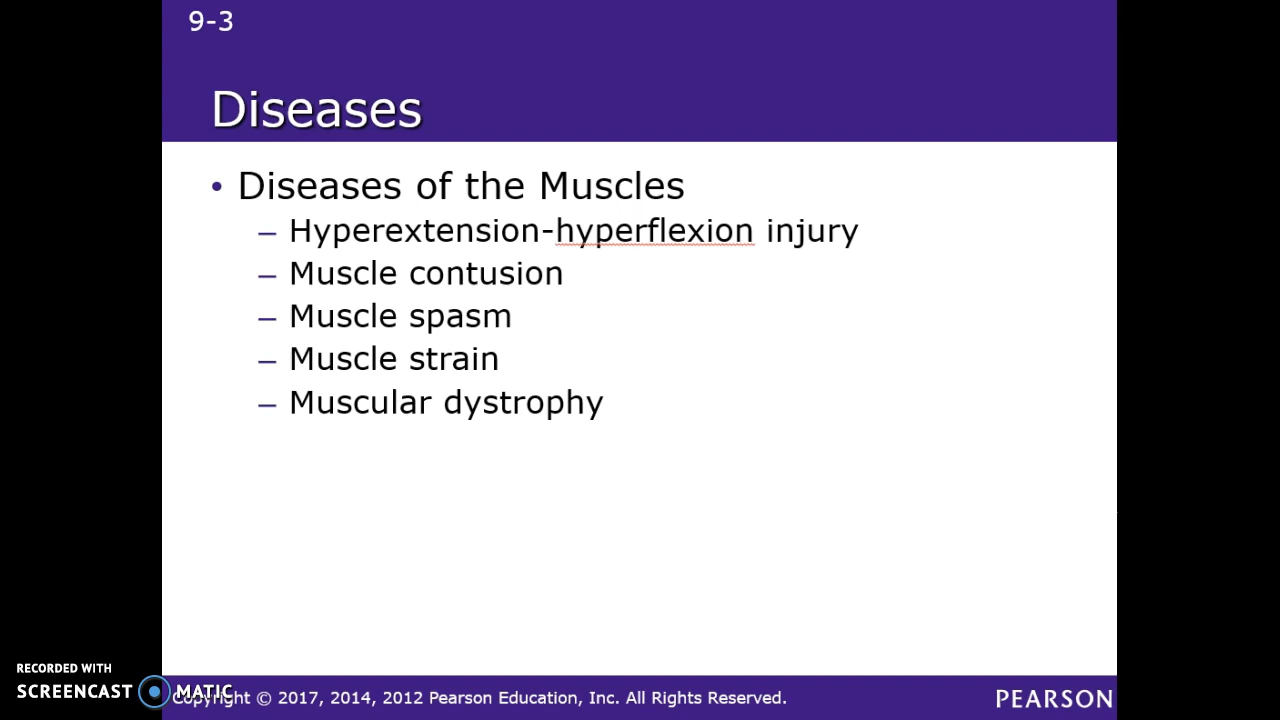 9-3
Diseases
• Diseases of the Muscles
– Hyperextension-hyperflexion injury
– Muscle contusion
– Muscle spasm
– Muscle strain
– Muscular dystrophy
RECORDED WITH
SCREENCAST MATIC
Copyright © 2017, 2014, 2012 Pearson Education, Inc. All Rights Reserved.
PEARSON